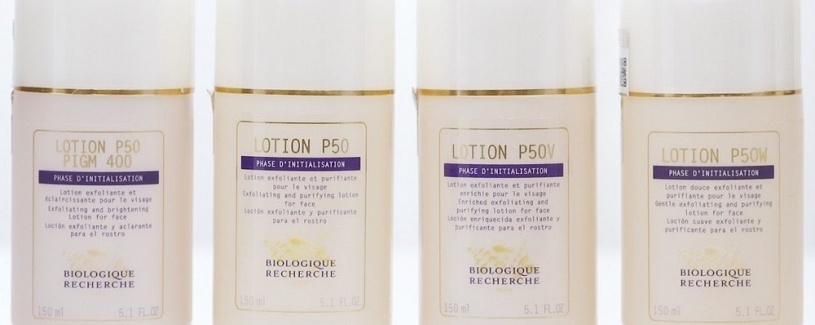 LOTION P50
PIGM 400
PHASE D'INITIALISATION
Lotion exfoliante et
éclaircissante pour le visage
Exfoliating and brightening
Lotion for face
Loción exfoliante y aclarante
para el rostro
BIOLOGIQUE
RECHERCHE
150 ml 5.1 FL.OZ
LOTION P50
PHASE D'INITIALISATION
Lotion exfoliante et purifiante
pour le visage
Exfoliating and purifying lotion
for face
Loción exfoliante y purificante
para el rostro
BIOLOGIQUE
RECHERCHE
150 ml 5.1 FL.OZ
LOTION P50V
PHASE D'INITIALISATION
Lotion exfoliante et purifiante
enrichie pour le visage
Enriched exfoliating and
purifying lotion for face
Loción enriquecida exfoliante y
purificante para el rostro
BIOLOGIQUE
RECHERCHE
150 ml 5.1 FL.OZ
LOTION P50W
PHASE D'INITIALISATION
Lotion douce exfoliante et
purifiante pour le visage
Gentle exfoliating and purifying
lotion for face
Loción suave exfoliante y
purificante para el rostro
BIOLOGIQUE
RECHERCHE
150 ml 5.1 FL.OZ